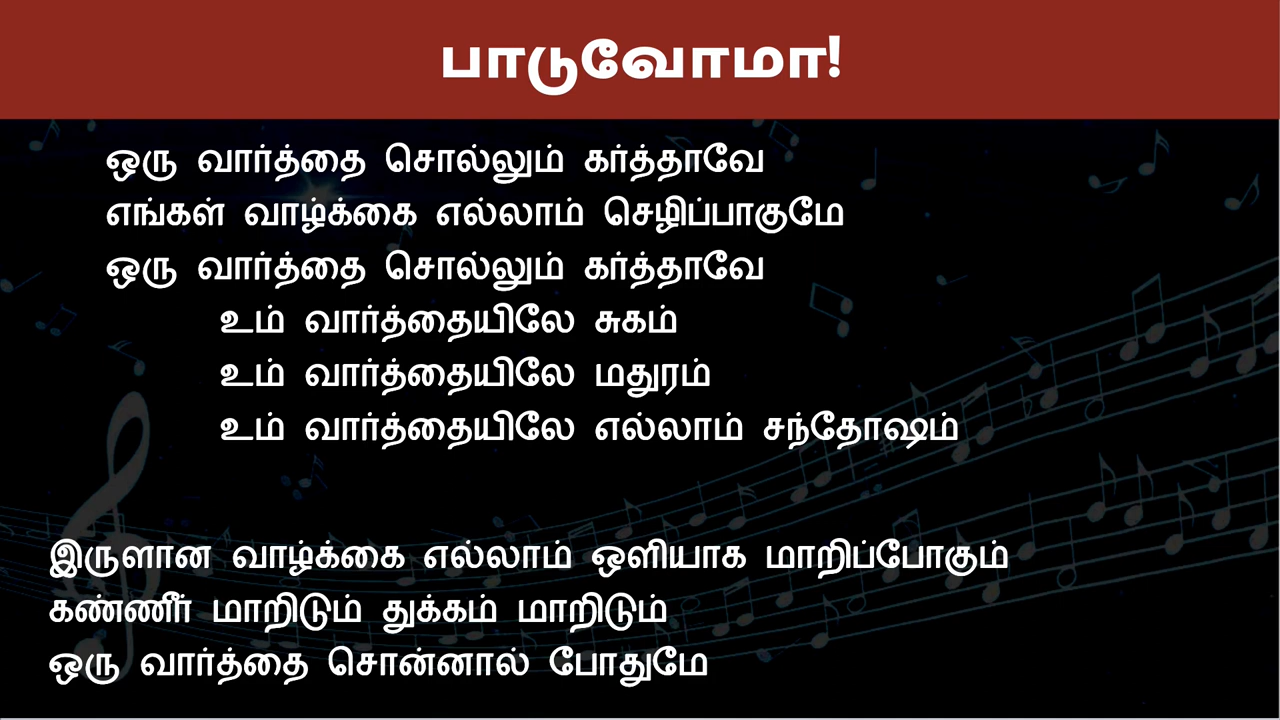 பாடுவோமா!
ஒரு வார்த்தை சொல்லும் கர்த்தாவே
எங்கள் வாழ்க்கை எல்லாம் செழிப்பாகுமே
ஒரு வார்த்தை சொல்லும் கர்த்தாவே
உம் வார்த்தையிலே சுகம்
உம் வார்த்தையிலே மதுரம்
உம் வார்த்தையிலே எல்லாம் சந்தோஷம்
இருளான வாழ்க்கை எல்லாம் ஒளியாக மாறிப்போகும்
கண்ணீர் மாறிடும் துக்கம் மாறிடும்
ஒரு வார்த்தை சொன்னால் போதுமே